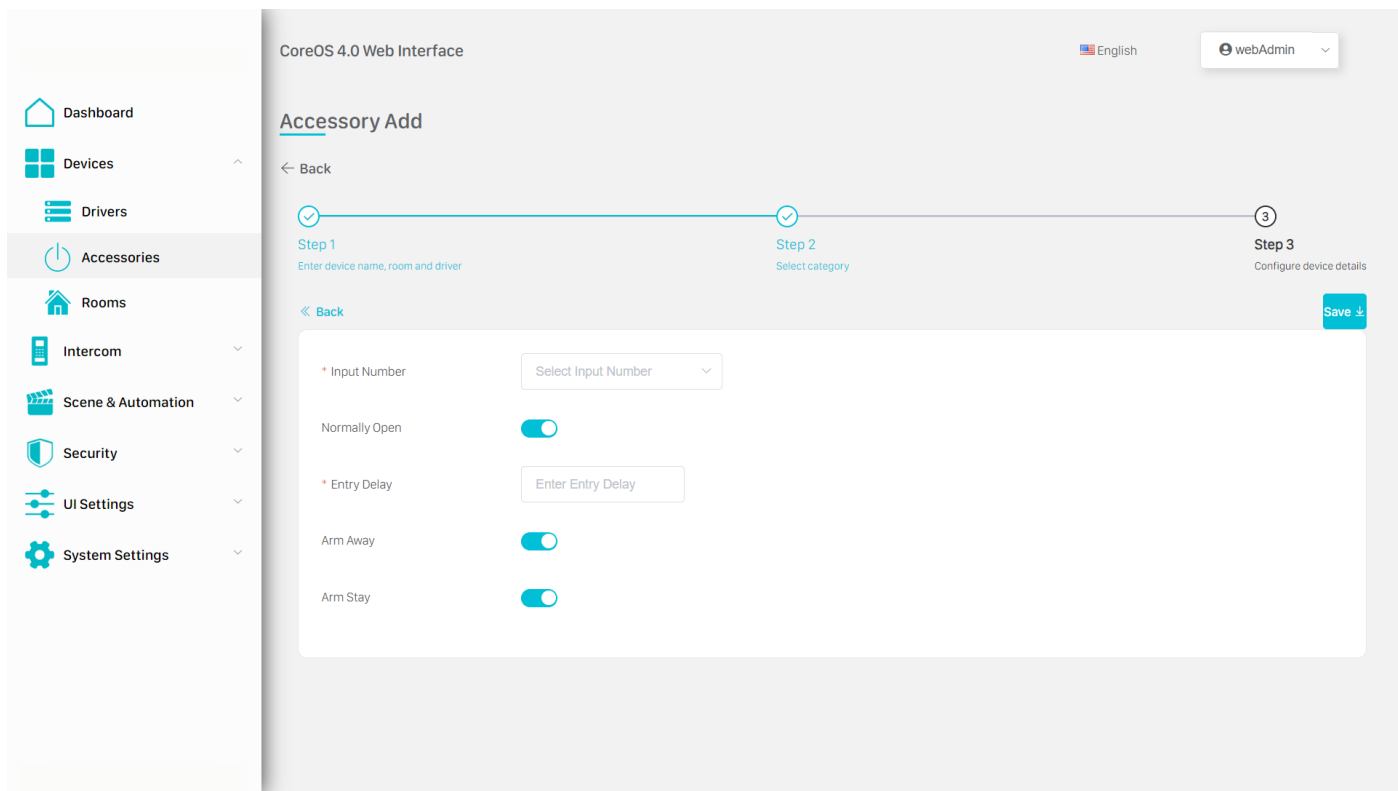 CoreOS 4.0 Web Interface
English
webAdmin
Dashboard
Devices
Drivers
Accessories
Rooms
Intercom
Scene & Automation
Security
UI Settings
System Settings
Accessory Add
Back
3
Step 1
Enter device name, room and driver
Step 2
Select category
Step 3
Configure device details
Back
Save
* Input Number
Select Input Number
Normally Open
* Entry Delay
Enter Entry Delay
Arm Away
Arm Stay